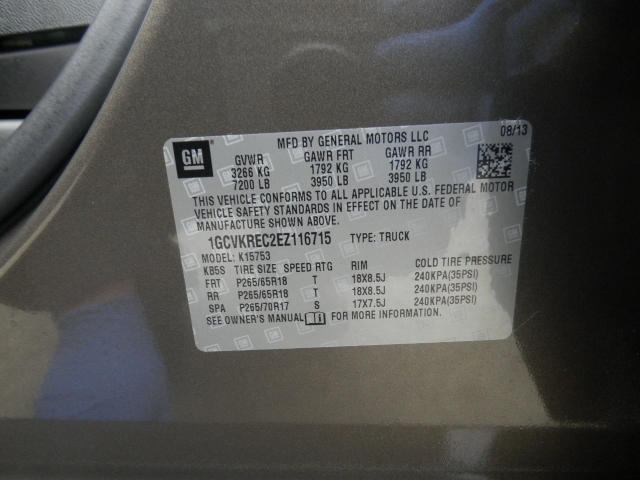 MFD BY GENERAL MOTORS LLC 08/13
GM GVWR GAWR FRT GAWR RR
3266 KG 1792 KG 1792 KG
7200 LB 3950 LB 3950 LB
THIS VEHICLE CONFORMS TO ALL APPLICABLE U.S. FEDERAL MOTOR
VEHICLE SAFETY STANDARDS IN EFFECT ON THE DATE OF
MANUFACTURE SHOWN ABOVE.
1GCVKREC2EZ116715 TYPE: TRUCK
MODEL: K15753
KB5S TIRE SIZE SPEED RTG RIM COLD TIRE PRESSURE
FRT P265/65R18 T 18X8.5J 240KPA(35PSI)
RR P265/65R18 T 18X8.5J 240KPA(35PSI)
SPA P265/70R17 S 17X7.5J 240KPA(35PSI)
SEE OWNER'S MANUAL FOR MORE INFORMATION.